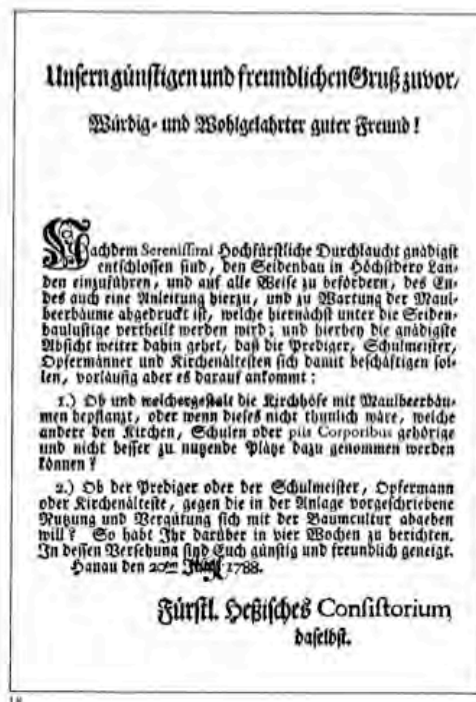 Unsern günstigen und freundlichen Gruß zuvor,
Würdig- und Wohlgelahrter guter Freund!
Nachdem Serenissimi Hochfürstliche Durchlaucht gnädigst
entschlossen sind, den Seidenbau in Höchstdero Lan-
den einzuführen, und auf alle Weise zu befördern, des En-
des auch eine Anleitung hierzu, und zu Wartung der Maul-
beerbäume abgedruckt ist, welche hiernächst unter die Seiden-
baulustige vertheilt werden wird; und hierbey die gnädigste
Absicht weiter dahin gehet, daß die Prediger, Schulmeister,
Opfermänner und Kirchenältesten sich damit beschäftigen sol-
len, vorläufig aber es darauf ankommt:
1.) Ob und welchergestalt die Kirchhöfe mit Maulbeerbäu-
men bepflanzt, oder wenn dieses nicht thunlich wäre, welche
andere den Kirchen, Schulen oder piis Corporibus gehörige
und nicht besser zu nutzende Plätze dazu genommen werden
können?
2.) Ob der Prediger oder der Schulmeister, Opfermann
oder Kirchenälteste, gegen die in der Anlage vorgeschriebene
Nutzung und Vergütung sich mit der Baumcultur abgeben
will? So habt Ihr darüber in vier Wochen zu berichten.
In dessen Versehung sind Euch günstig und freundlich geneigt.
Hanau den 20ten 1788.
Fürstl. Heßisches Consistorium
daselbst.
18